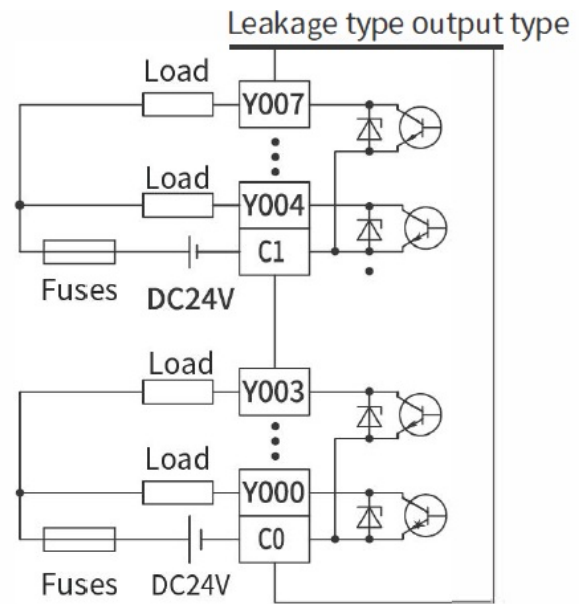 Leakage type output type
Load
Y007
Load
Y004
C1
Fuses
DC24V
Load
Y003
Load
Y000
C0
Fuses
DC24V